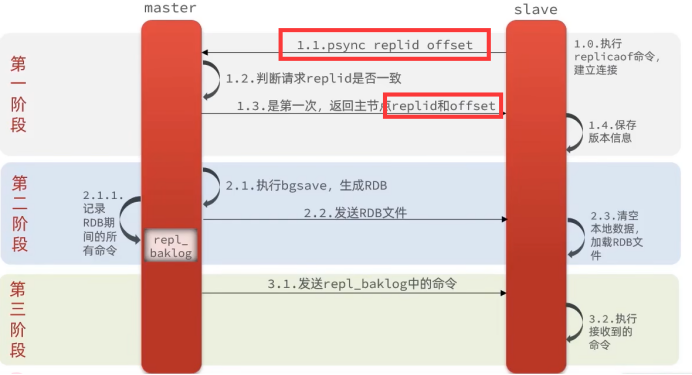 master
slave
第
一
阶
段
1.1.psync replid offset
1.0.执行
replicaof命令,
建立连接
1.2.判断请求replid是否一致
1.3.是第一次，返回主节点replid和offset
1.4.保存
版本信息
第
二
阶
段
2.1.执行bgsave，生成RDB
2.1.1.
记录
RDB期
间的所
有命令
repl_
baklog
2.2.发送RDB文件
2.3.清空
本地数据，
加载RDB文
件
第
三
阶
段
3.1.发送repl_baklog中的命令
3.2.执行
接收到的
命令